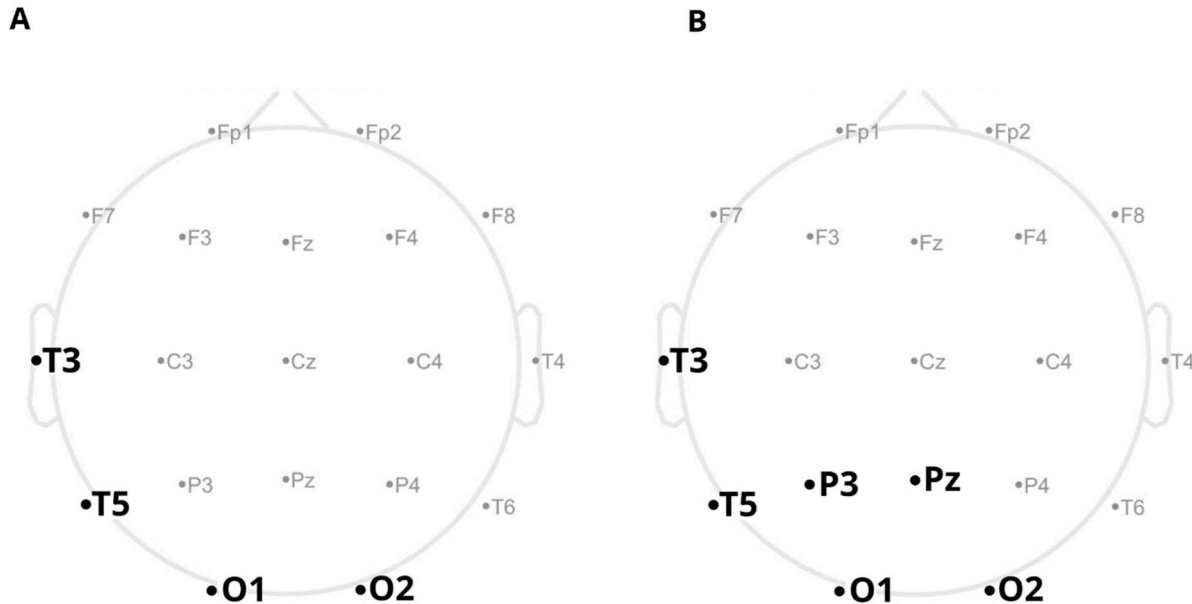 A B
Fp1 Fp2 Fp1 Fp2
F7 F3 Fz F4 F8 F7 F3 Fz F4 F8
T3 C3 Cz C4 T4 T3 C3 Cz C4 T4
T5 P3 Pz P4 T6 T5 P3 Pz P4 T6
O1 O2 O1 O2